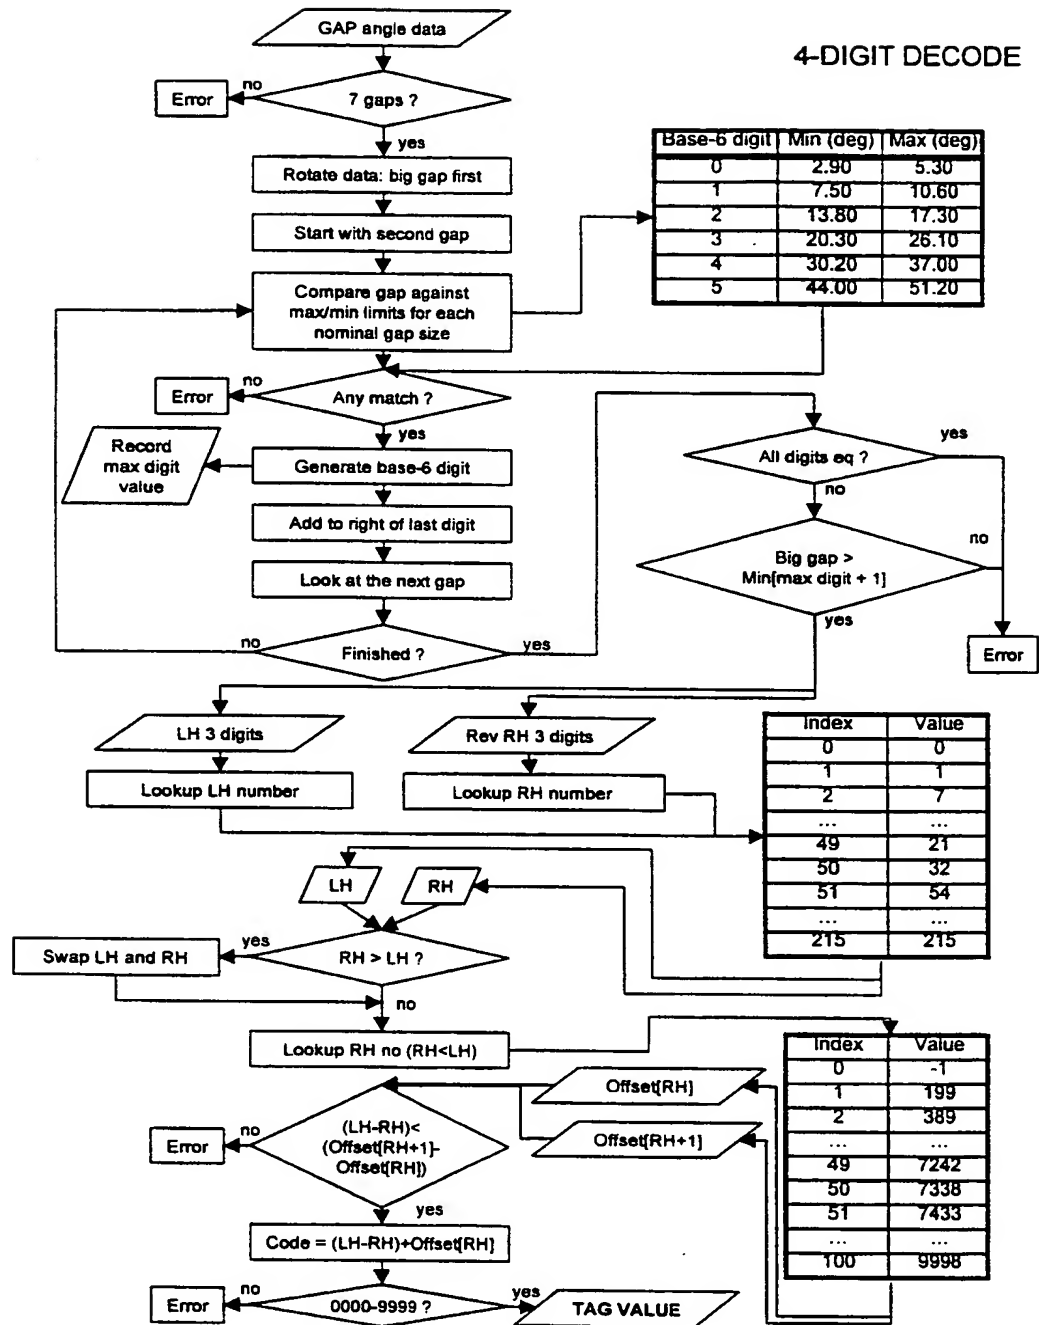 GAP angle data
4-DIGIT DECODE
no
Error
7 gaps ?
yes
Rotate data: big gap first
Start with second gap
Compare gap against
max/min limits for each
nominal gap size
Base-6 digit Min (deg) Max (deg)
0 2.90 5.30
1 7.50 10.60
2 13.80 17.30
3 20.30 26.10
4 30.20 37.00
5 44.00 51.20
no
Error
Any match ?
yes
Record
max digit
value
Generate base-6 digit
Add to right of last digit
Look at the next gap
no
Finished ?
yes
All digits eq ?
yes
no
Big gap >
Min[max digit + 1]
no
yes
Error
LH 3 digits
Rev RH 3 digits
Lookup LH number
Lookup RH number
Index Value
0 0
1 1
2 7
... ...
49 21
50 32
51 54
... ...
215 215
LH
RH
Swap LH and RH
yes
RH > LH ?
no
Lookup RH no (RH<LH)
Offset[RH]
Offset[RH+1]
Index Value
0 -1
1 199
2 389
... ...
49 7242
50 7338
51 7433
... ...
100 9998
Error
no
(LH-RH)<
(Offset[RH+1]-
Offset[RH])
yes
Code = (LH-RH)+Offset[RH]
Error
no
0000-9999 ?
yes
TAG VALUE